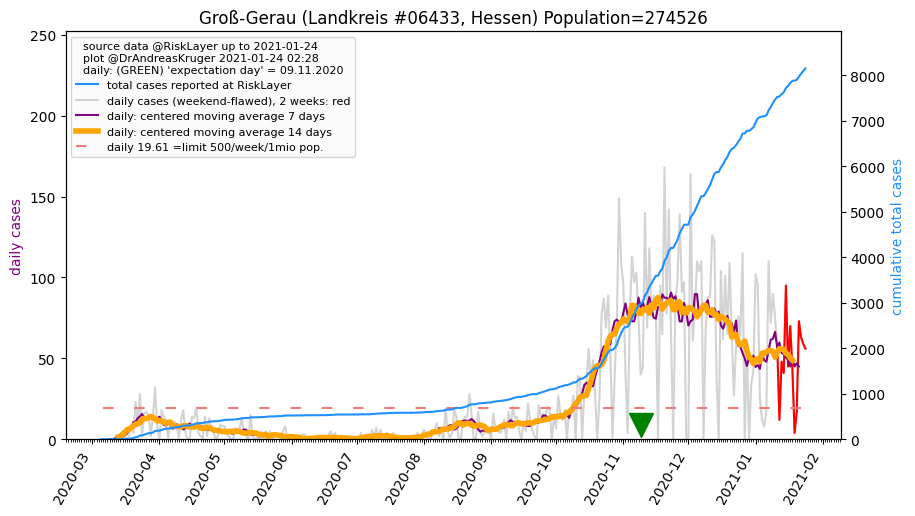 Groß-Gerau (Landkreis #06433, Hessen) Population=274526
source data @RiskLayer up to 2021-01-24
plot @DrAndreasKruger 2021-01-24 02:28
daily: (GREEN) 'expectation day' = 09.11.2020
total cases reported at RiskLayer
daily cases (weekend-flawed), 2 weeks: red
daily: centered moving average 7 days
daily: centered moving average 14 days
daily 19.61 =limit 500/week/1mio pop.
daily cases
250
200
150
100
50
0
cumulative total cases
8000
7000
6000
5000
4000
3000
2000
1000
0
2020-03
2020-04
2020-05
2020-06
2020-07
2020-08
2020-09
2020-10
2020-11
2020-12
2021-01
2021-02